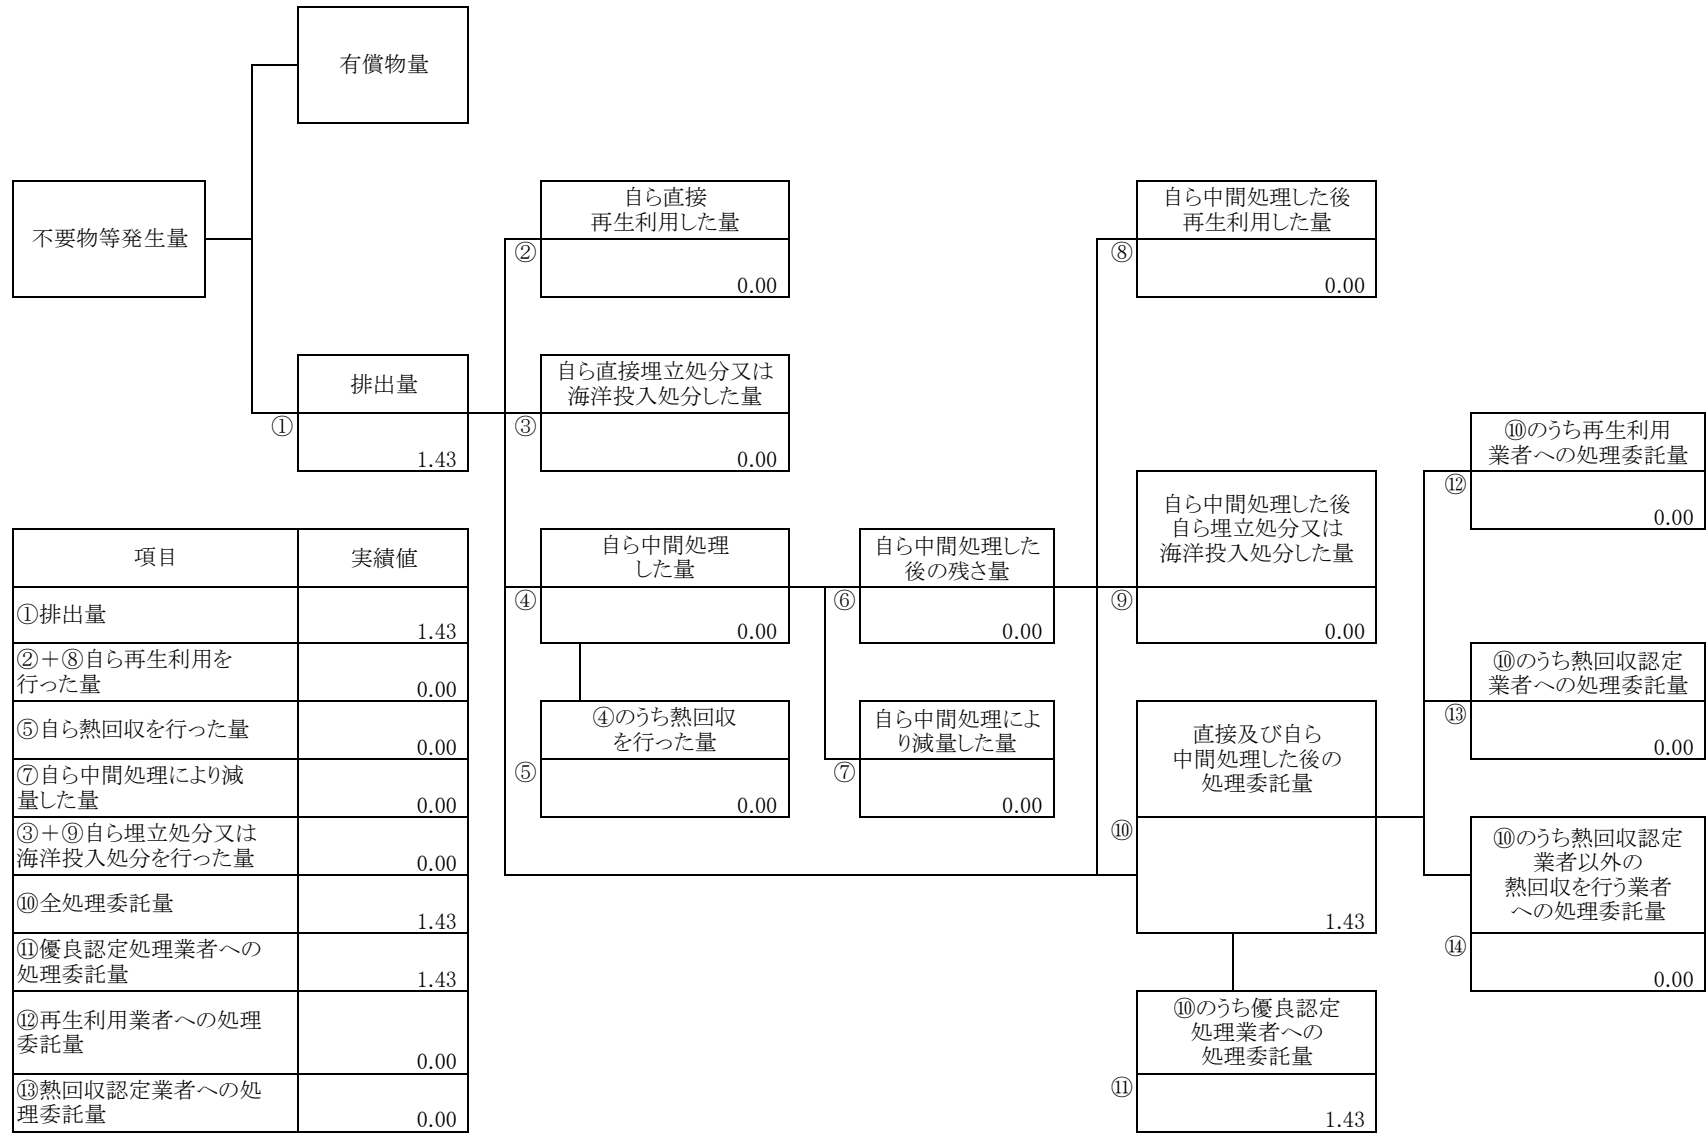 有償物量
不要物等発生量
自ら直接
再生利用した量
②
0.00
自ら中間処理した後
再生利用した量
⑧
0.00
排出量
①
1.43
自ら直接埋立処分又は
海洋投入処分した量
③
0.00
自ら中間処理
した量
④
0.00
自ら中間処理した
後の残さ量
⑥
0.00
自ら中間処理した後
自ら埋立処分又は
海洋投入処分した量
⑨
0.00
⑩のうち再生利用
業者への処理委託量
⑫
0.00
④のうち熱回収
を行った量
⑤
0.00
自ら中間処理によ
り減量した量
⑦
0.00
直接及び自ら
中間処理した後の
処理委託量
⑩
1.43
⑩のうち熱回収認定
業者への処理委託量
⑬
0.00
⑩のうち熱回収認定
業者以外の
熱回収を行う業者
への処理委託量
⑭
0.00
⑩のうち優良認定
処理業者への
処理委託量
⑪
1.43
項目 実績値
①排出量
1.43
②+⑧自ら再生利用を
行った量
0.00
⑤自ら熱回収を行った量
0.00
⑦自ら中間処理により減
量した量
0.00
③+⑨自ら埋立処分又は
海洋投入処分を行った量
0.00
⑩全処理委託量
1.43
⑪優良認定処理業者への
処理委託量
1.43
⑫再生利用業者への処理
委託量
0.00
⑬熱回収認定業者への処
理委託量
0.00